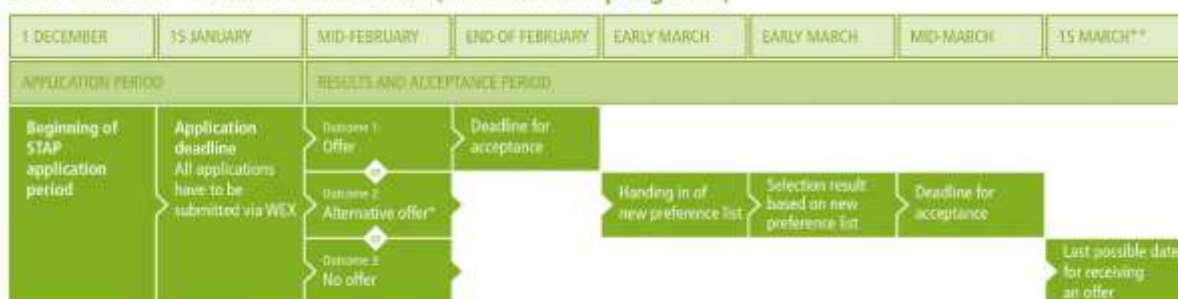 1 DECEMBER
15 JANUARY
MID-FEBRUARY
END OF FEBRUARY
EARLY MARCH
EARLY MARCH
MID-MARCH
15 MARCH**
APPLICATION PERIOD
RESULTS AND ACCEPTANCE PERIOD
Beginning of
STAP
application
period
Application
deadline
All applications
have to be
submitted via WEX
Outcome 1
Offer
or
Outcome 2
Alternative offer*
or
Outcome 3
No offer
Deadline for
acceptance
Handing in of
new preference list
Selection result
based on new
preference list
Deadline for
acceptance
Last possible date
for receiving
an offer